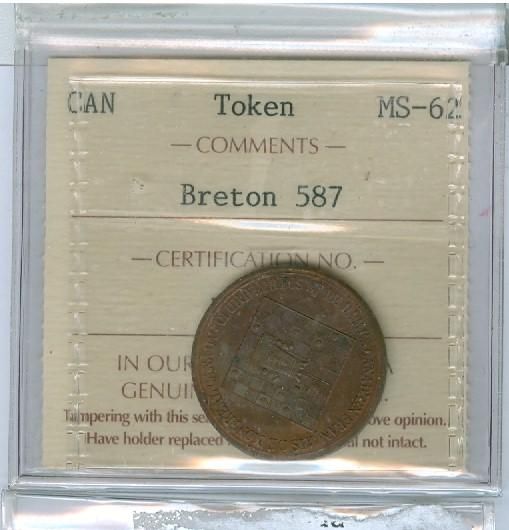 CAN Token MS-62
— COMMENTS —
Breton 587
— CERTIFICATION NO. —
IN OUR A
GENUIN .
Tampering with this se ove opinion.
Have holder replaced al not intact.